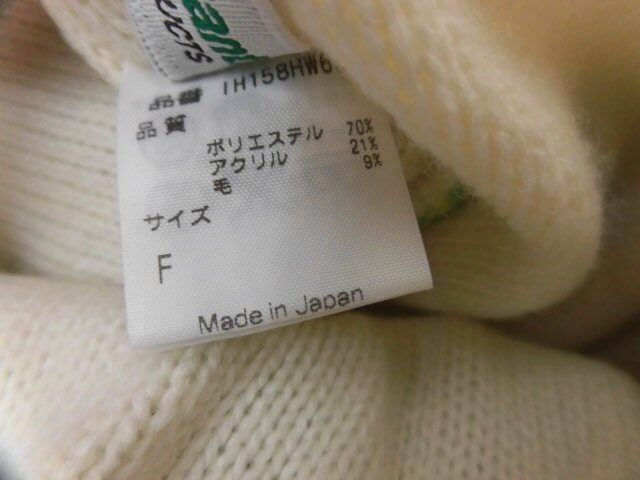 品番 1H158HW6
品質
ポリエステル 70%
アクリル 21%
毛 9%
サイズ
F
Made in Japan